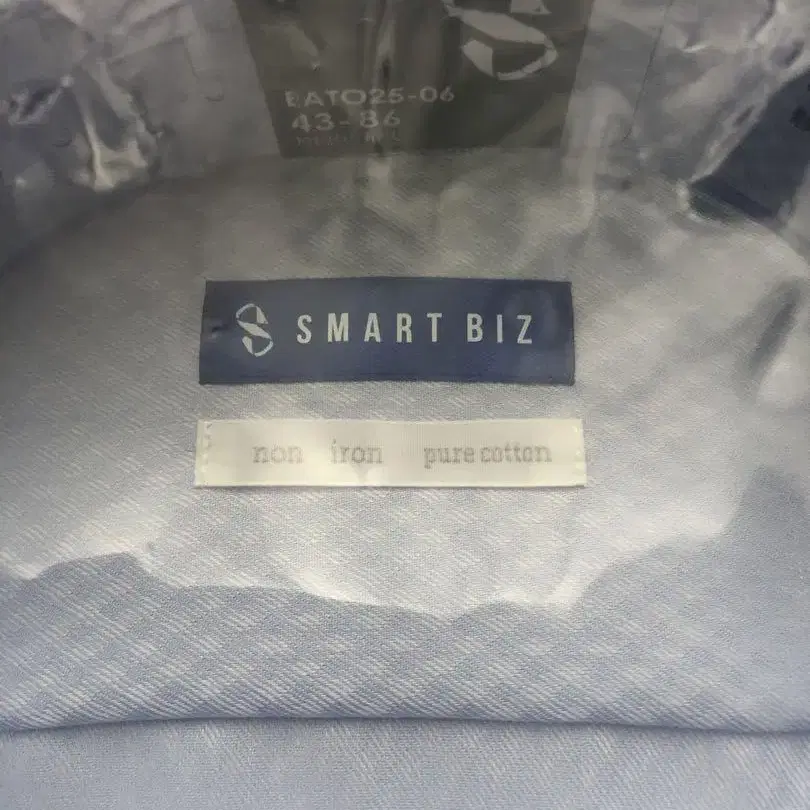 EATO25-06
43-86
SMART BIZ
non iron pure cotton